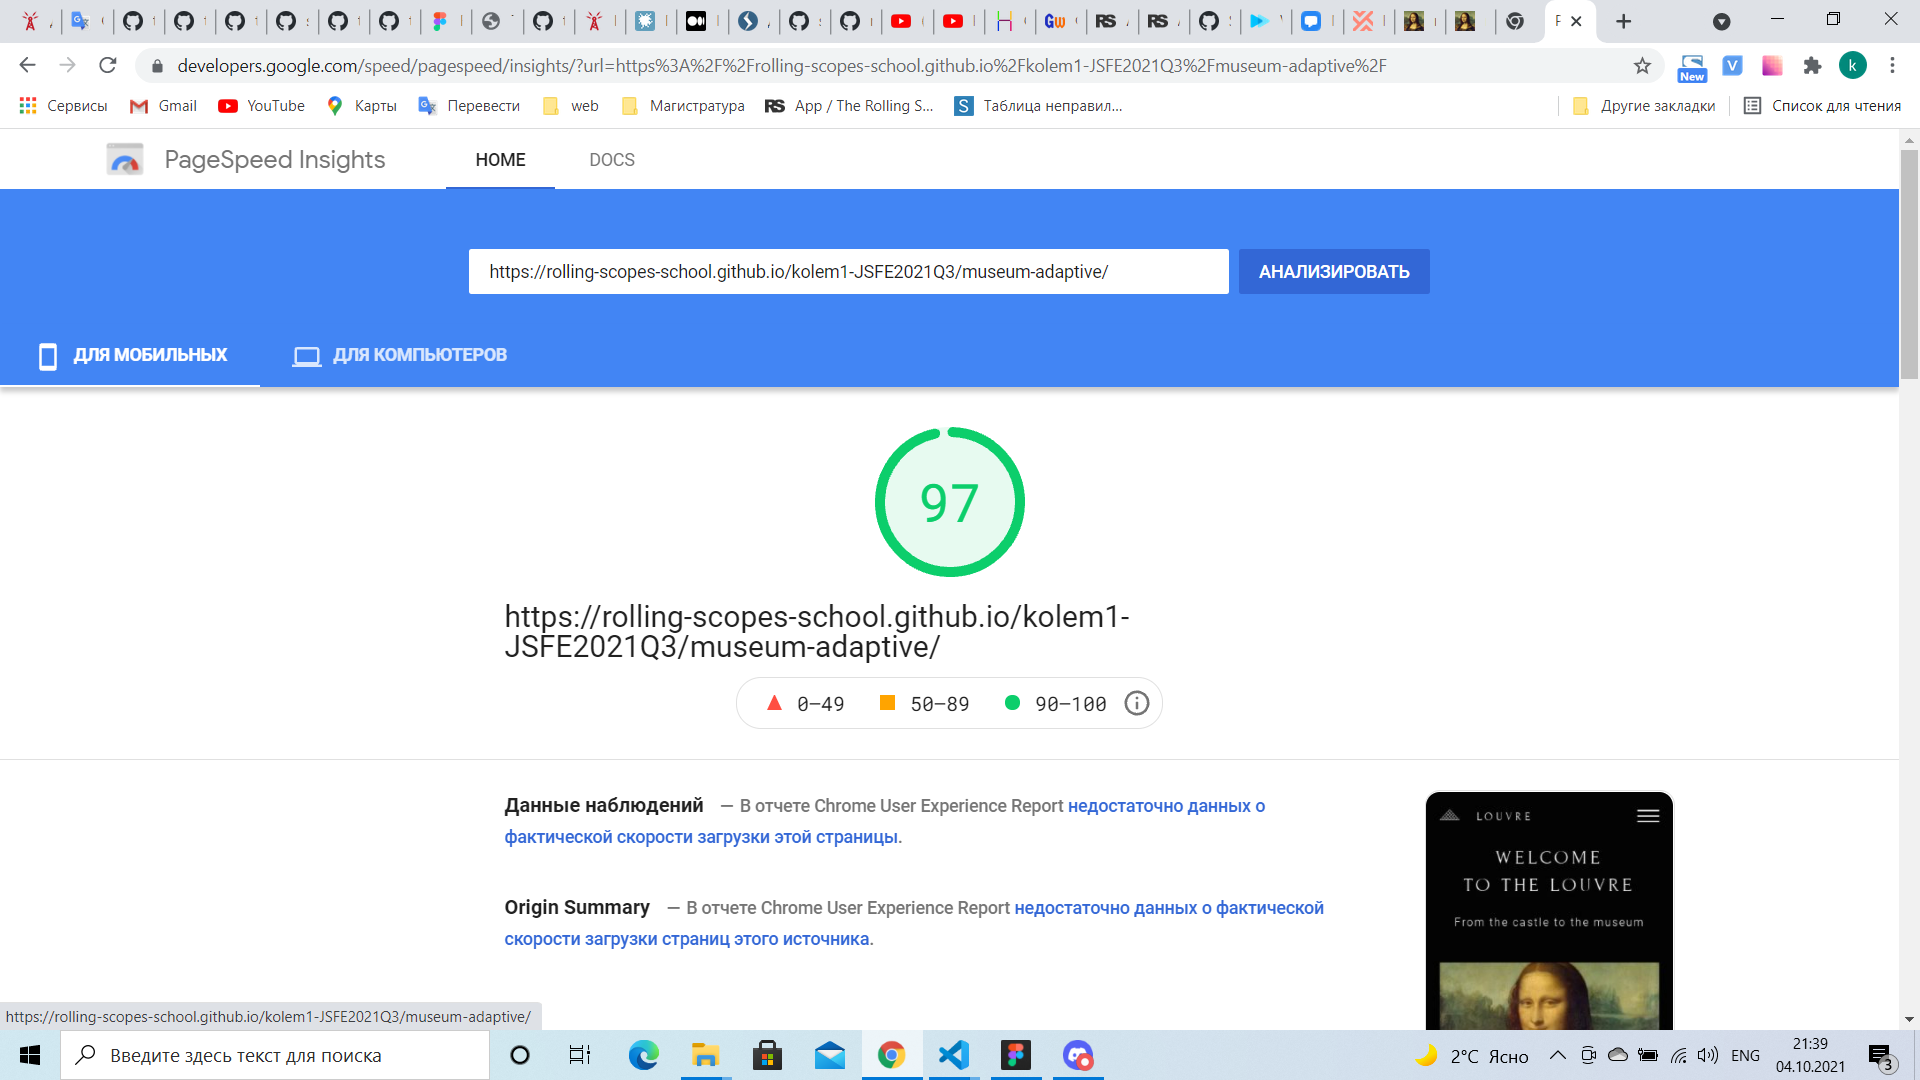 developers.google.com/speed/pagespeed/insights/?url=https%3A%2F%2Frolling-scopes-school.github.io%2Fkolem1-JSFE2021Q3%2Fmuseum-adaptive%2F
New
k
Сервисы Gmail YouTube Карты Перевести web Магистратура App / The Rolling S... Таблица неправил... Другие закладки Список для чтения
PageSpeed Insights HOME DOCS
https://rolling-scopes-school.github.io/kolem1-JSFE2021Q3/museum-adaptive/ АНАЛИЗИРОВАТЬ
ДЛЯ МОБИЛЬНЫХ ДЛЯ КОМПЬЮТЕРОВ
97
https://rolling-scopes-school.github.io/kolem1-
JSFE2021Q3/museum-adaptive/
0–49 50–89 90–100
Данные наблюдений — В отчете Chrome User Experience Report недостаточно данных о
фактической скорости загрузки этой страницы.
Origin Summary — В отчете Chrome User Experience Report недостаточно данных о фактической
скорости загрузки страниц этого источника.
LOUVRE
WELCOME
TO THE LOUVRE
From the castle to the museum
https://rolling-scopes-school.github.io/kolem1-JSFE2021Q3/museum-adaptive/
Введите здесь текст для поиска
2°C Ясно
ENG
21:39
04.10.2021
3